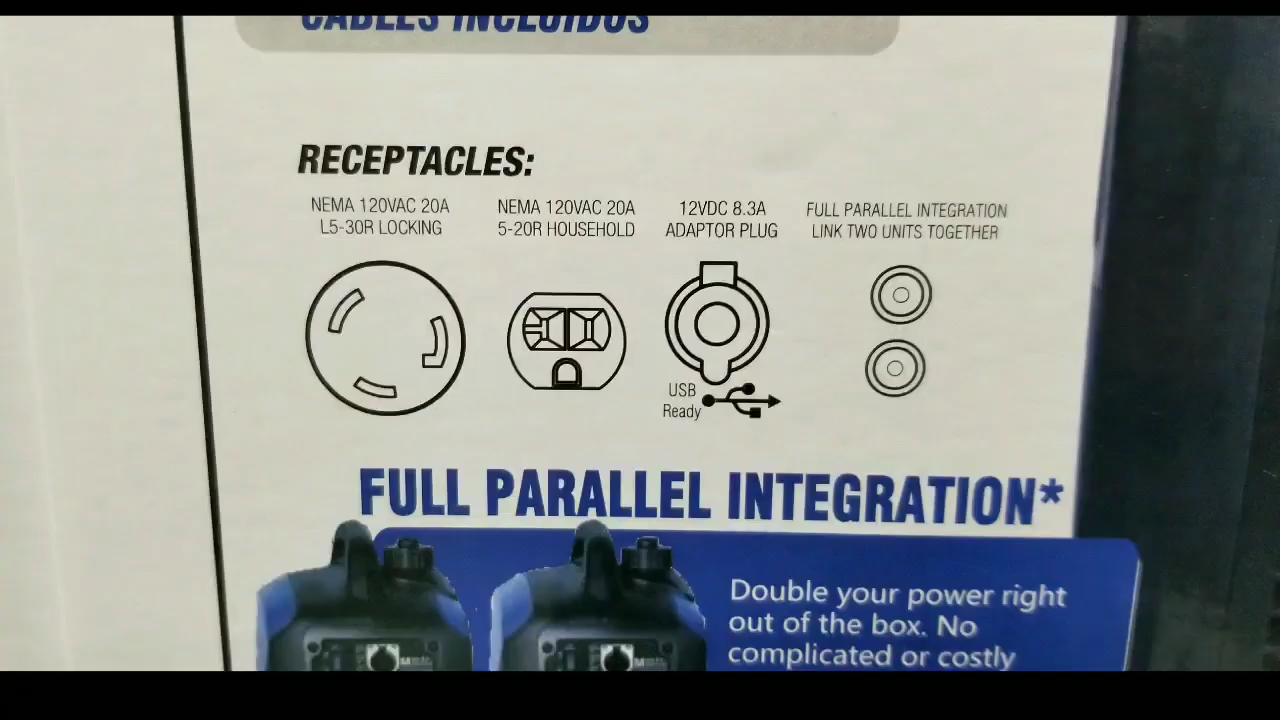 CABLES INCLUIDOS
RECEPTACLES:
NEMA 120VAC 20A
L5-30R LOCKING
NEMA 120VAC 20A
5-20R HOUSEHOLD
12VDC 8.3A
ADAPTOR PLUG
FULL PARALLEL INTEGRATION
LINK TWO UNITS TOGETHER
USB
Ready
FULL PARALLEL INTEGRATION*
Double your power right
out of the box. No
complicated or costly